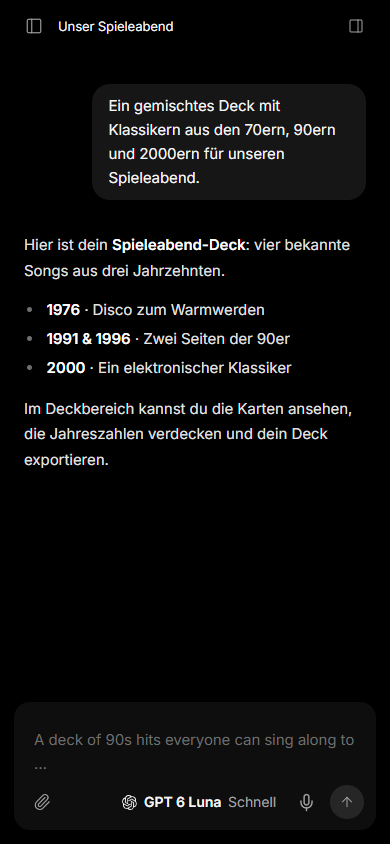 Unser Spieleabend
Ein gemischtes Deck mit
Klassikern aus den 70ern, 90ern
und 2000ern für unseren
Spieleabend.
Hier ist dein Spieleabend-Deck: vier bekannte
Songs aus drei Jahrzehnten.
• 1976 · Disco zum Warmwerden
• 1991 & 1996 · Zwei Seiten der 90er
• 2000 · Ein elektronischer Klassiker
Im Deckbereich kannst du die Karten ansehen,
die Jahreszahlen verdecken und dein Deck
exportieren.
A deck of 90s hits everyone can sing along to
...
GPT 6 Luna Schnell